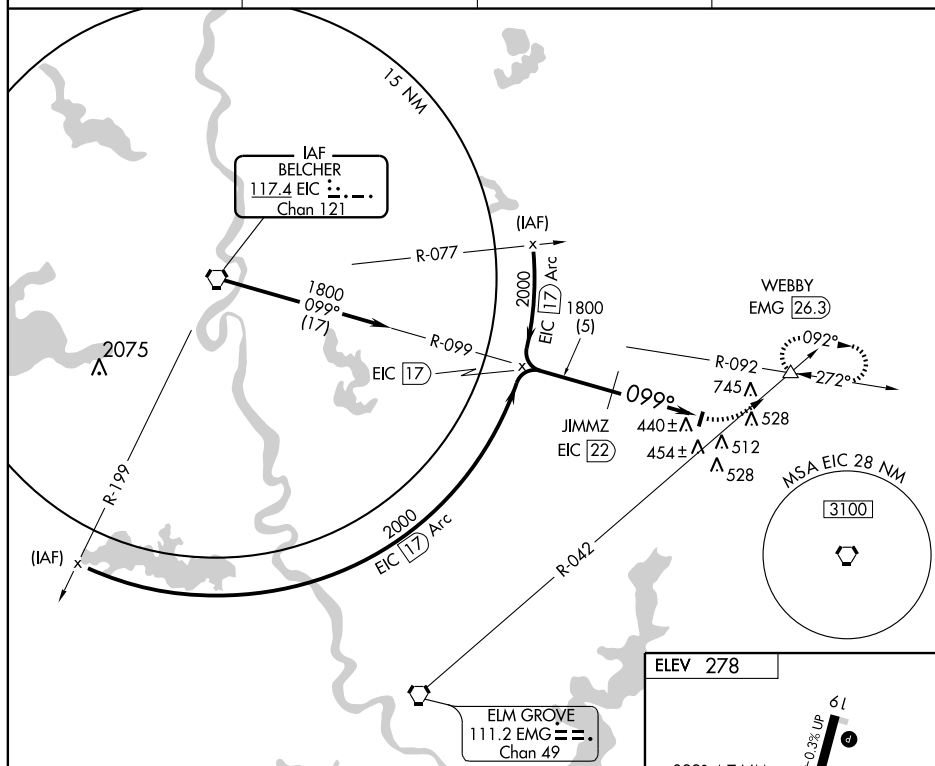 15 NM
IAF
BELCHER
117.4 EIC
Chan 121
(IAF)
R-077
2000
EIC 17 Arc
1800
(5)
1800
099°
(17)
R-099
EIC 17
WEBBY
EMG 26.3
092°
R-092
272°
2075
745
099°
JIMMZ
EIC 22
440±
528
454±
512
528
MSA EIC 28 NM
3100
R-199
(IAF)
2000
EIC 17 Arc
R-042
ELM GROVE
111.2 EMG
Chan 49
ELEV 278
19
0.3% UP
P